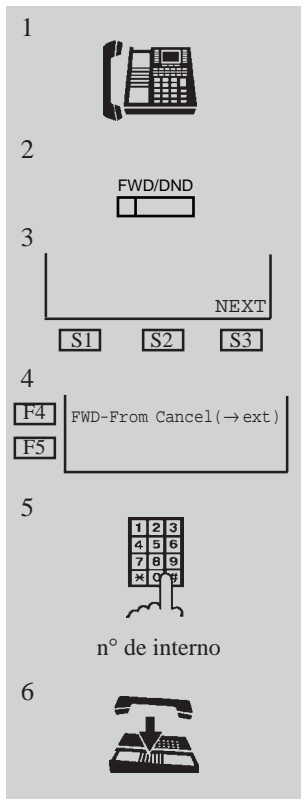 1
2
FWD/DND
3
NEXT
S1 S2 S3
4
F4 FWD-From Cancel(→ext)
F5
5
1 2 3
4 5 6
7 8 9
* 0 #
n° de interno
6